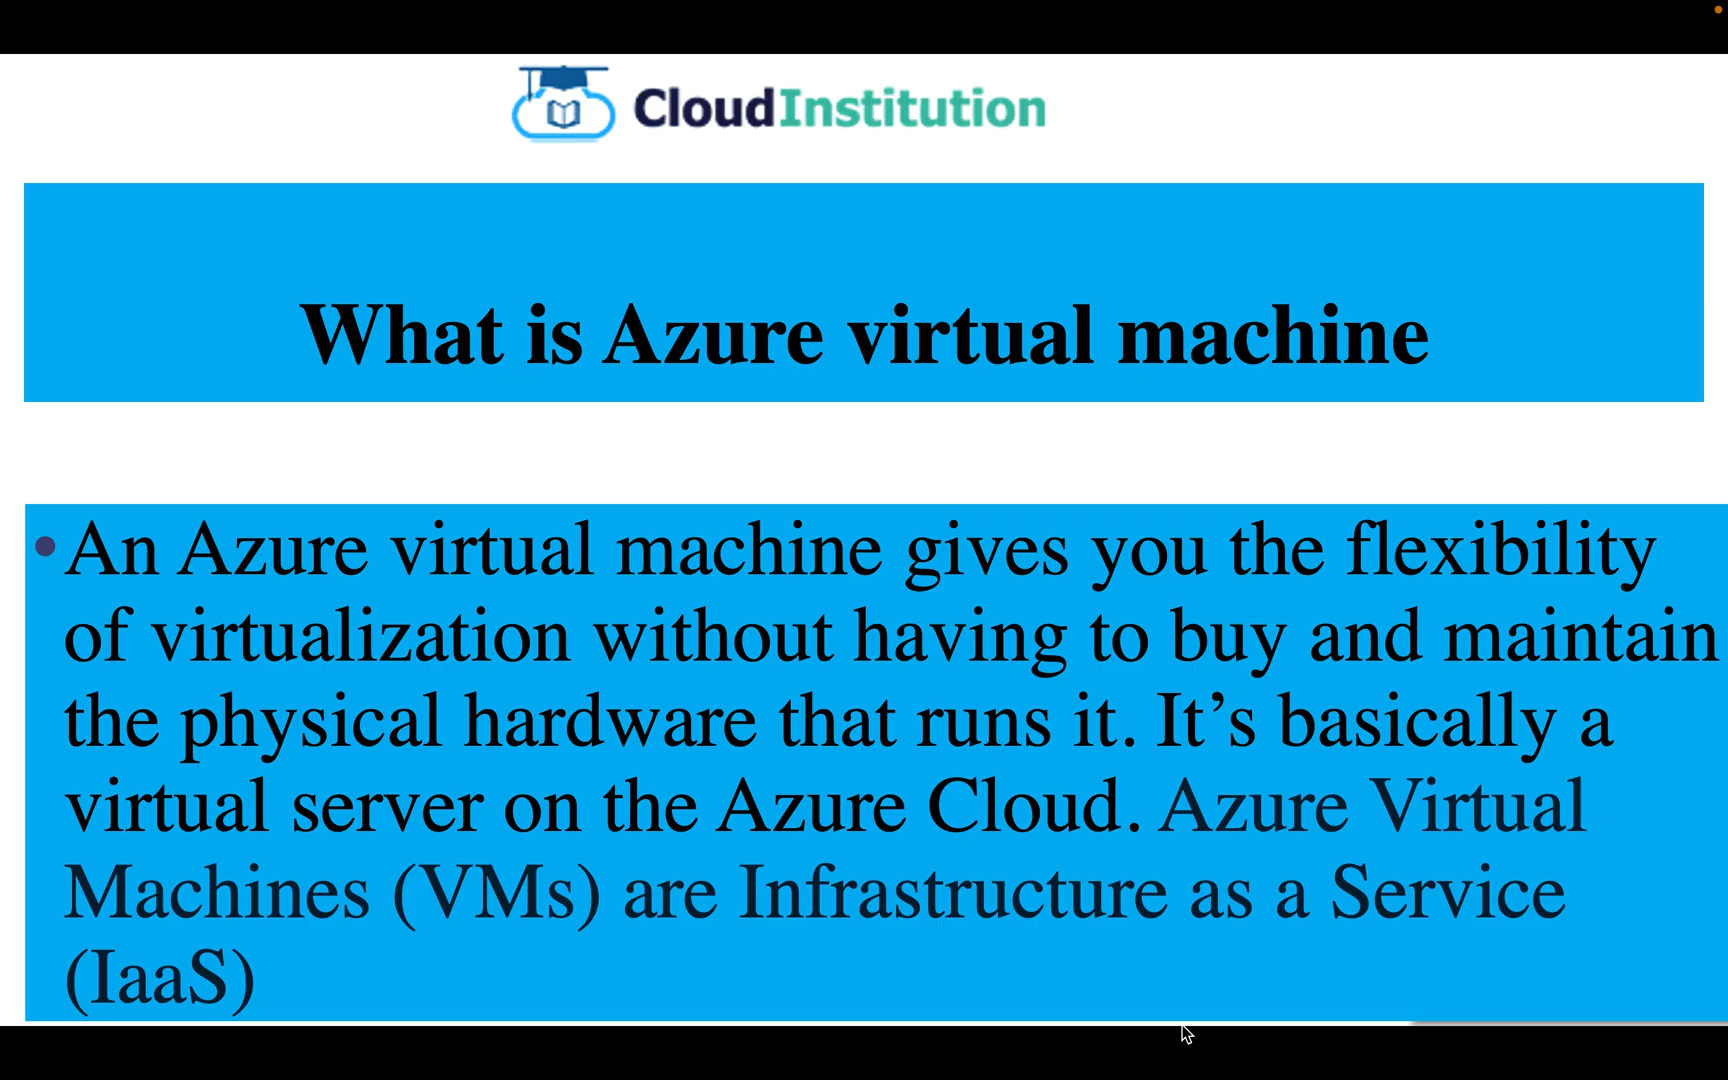 CloudInstitution
What is Azure virtual machine
•An Azure virtual machine gives you the flexibility
of virtualization without having to buy and maintain
the physical hardware that runs it. It’s basically a
virtual server on the Azure Cloud. Azure Virtual
Machines (VMs) are Infrastructure as a Service
(IaaS)